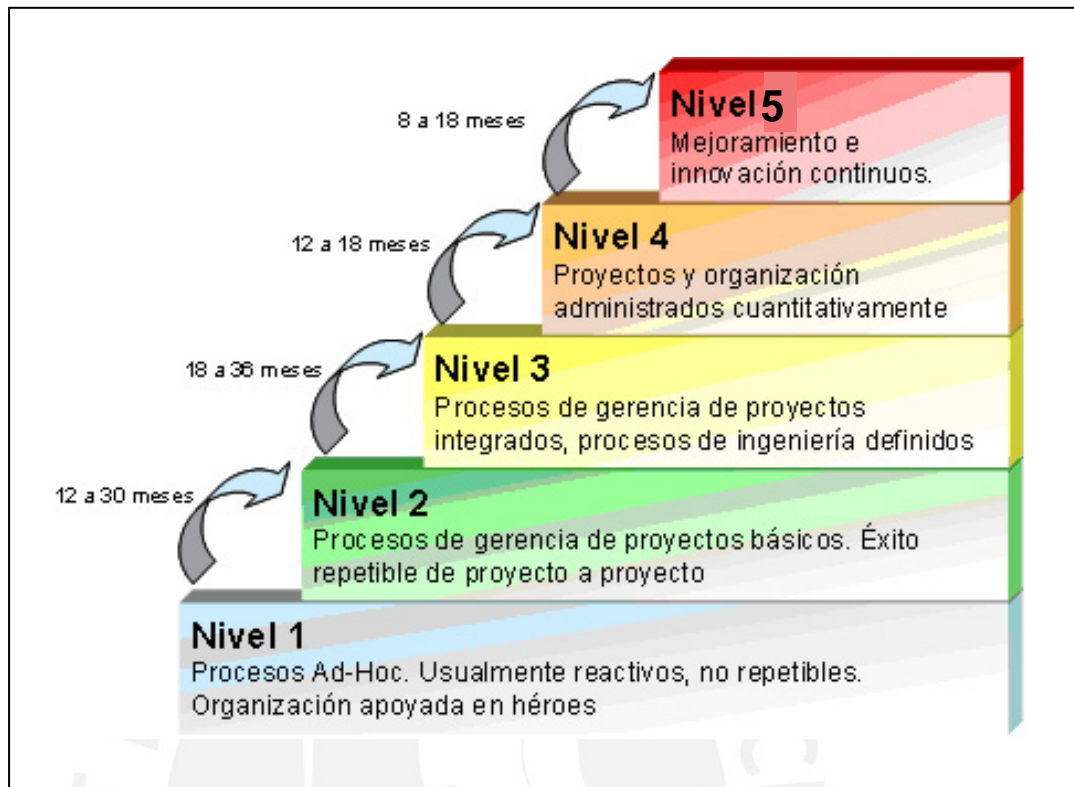 8 a 18 meses
Nivel 5
Mejoramiento e
innovación continuos.
12 a 18 meses
Nivel 4
Proyectos y organización
administrados cuantitativamente
18 a 36 meses
Nivel 3
Procesos de gerencia de proyectos
integrados, procesos de ingeniería definidos
12 a 30 meses
Nivel 2
Procesos de gerencia de proyectos básicos. Éxito
repetible de proyecto a proyecto
Nivel 1
Procesos Ad-Hoc. Usualmente reactivos, no repetibles.
Organización apoyada en héroes